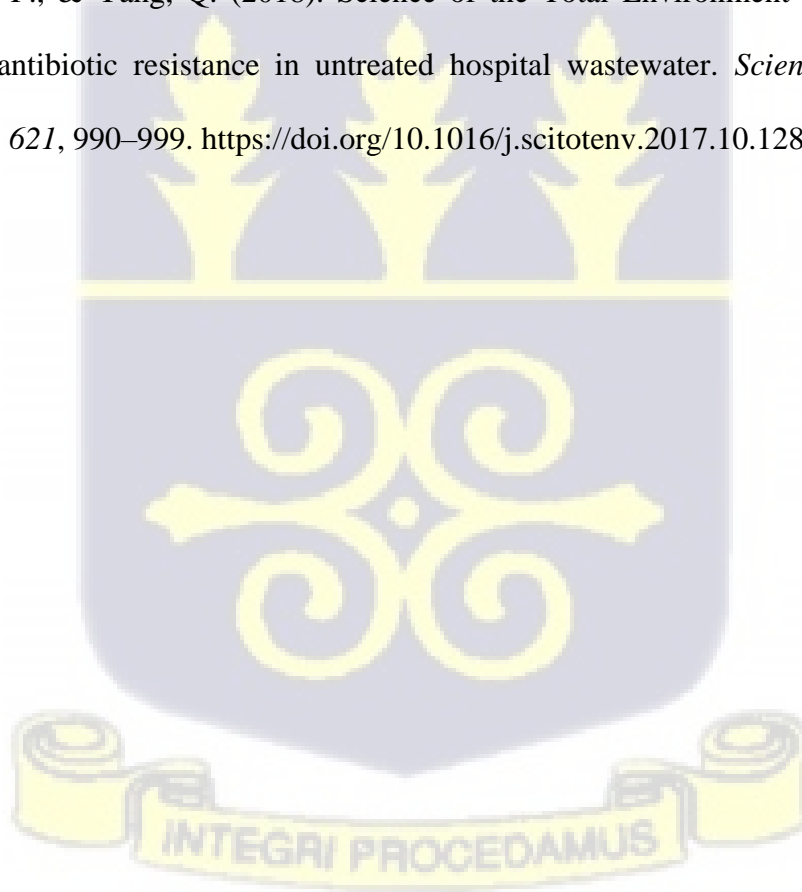 & Yang, Q. (2018). Science of the Total Environment
antibiotic resistance in untreated hospital wastewater. Scien
621, 990–999. https://doi.org/10.1016/j.scitotenv.2017.10.128
INTEGRI PROCEDAMUS